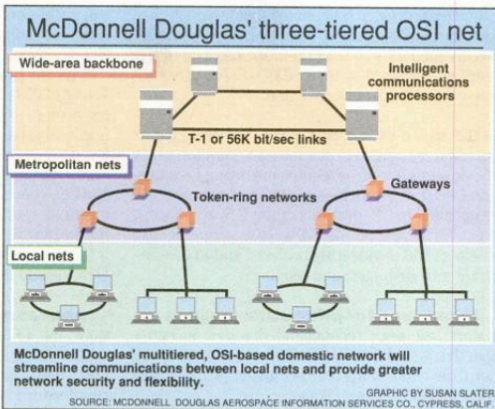 McDonnell Douglas' three-tiered OSI net
Wide-area backbone
Intelligent
communications
processors
T-1 or 56K bit/sec links
Metropolitan nets
Token-ring networks
Gateways
Local nets
McDonnell Douglas' multitiered, OSI-based domestic network will
streamline communications between local nets and provide greater
network security and flexibility.
GRAPHIC BY SUSAN SLATER
SOURCE: MCDONNELL DOUGLAS AEROSPACE INFORMATION SERVICES CO., CYPRESS, CALIF.